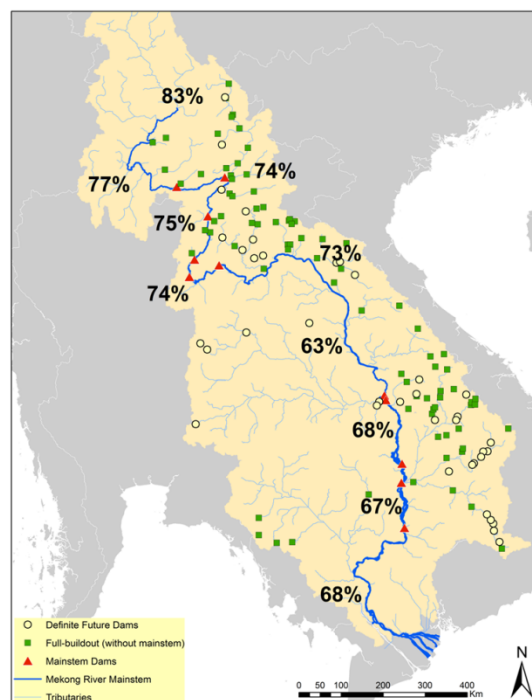 83%
77%
74%
75%
73%
74%
63%
68%
67%
68%
Definite Future Dams
Full-buildout (without mainstem)
Mainstem Dams
Mekong River Mainstem
Tributaries
0 50 100 200 300 400
Km
N